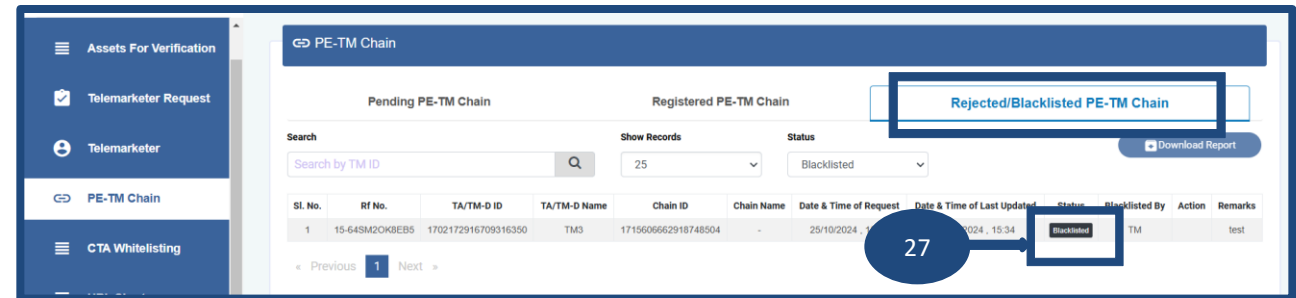 Assets For Verification
Telemarketer Request
Telemarketer
PE-TM Chain
CTA Whitelisting
PE-TM Chain
Pending PE-TM Chain Registered PE-TM Chain Rejected/Blacklisted PE-TM Chain
Search Show Records Status
Search by TM ID 25 Blacklisted Download Report
Sl. No. Rf No. TA/TM-D ID TA/TM-D Name Chain ID Chain Name Date & Time of Request Date & Time of Last Updated Status Blacklisted By Action Remarks
1 15-64SM2OK8EB5 1702172916709316350 TM3 1715606662918748504 - 25/10/2024 , 2024 , 15:34 Blacklisted TM test
« Previous 1 Next »
27